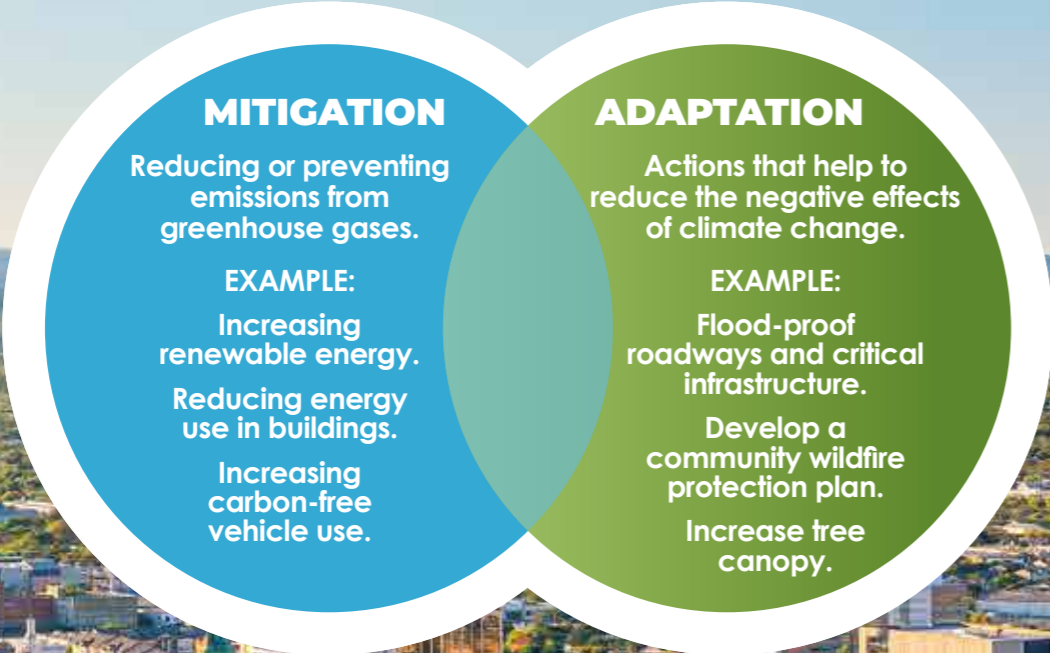 MITIGATION
Reducing or preventing
emissions from
greenhouse gases.
EXAMPLE:
Increasing
renewable energy.
Reducing energy
use in buildings.
Increasing
carbon-free
vehicle use.
ADAPTATION
Actions that help to
reduce the negative effects
of climate change.
EXAMPLE:
Flood-proof
roadways and critical
infrastructure.
Develop a
community wildfire
protection plan.
Increase tree
canopy.